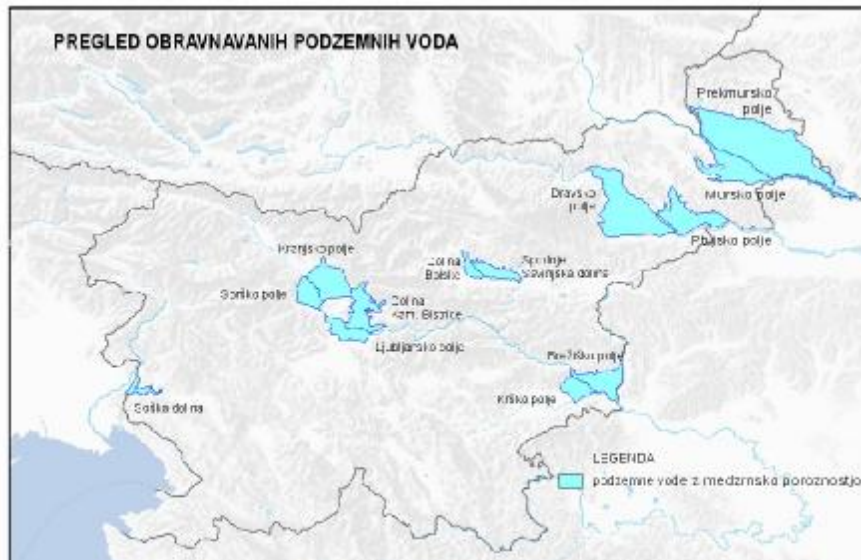 PREGLED OBRAVNAVANIH PODZEMNIH VODA
Prekmursko
polje
Dravsko
polje
Mursko polje
Ptujsko polje
Kranjsko polje
Dolina
Bolske
Spodnje
Savinjska dolina
Sorško polje
Dolina
Kam. Bistrice
Ljubljansko polje
Brežiško polje
Krško polje
Soška dolina
LEGENDA
podzemne vode z medzrnsko poroznostjo